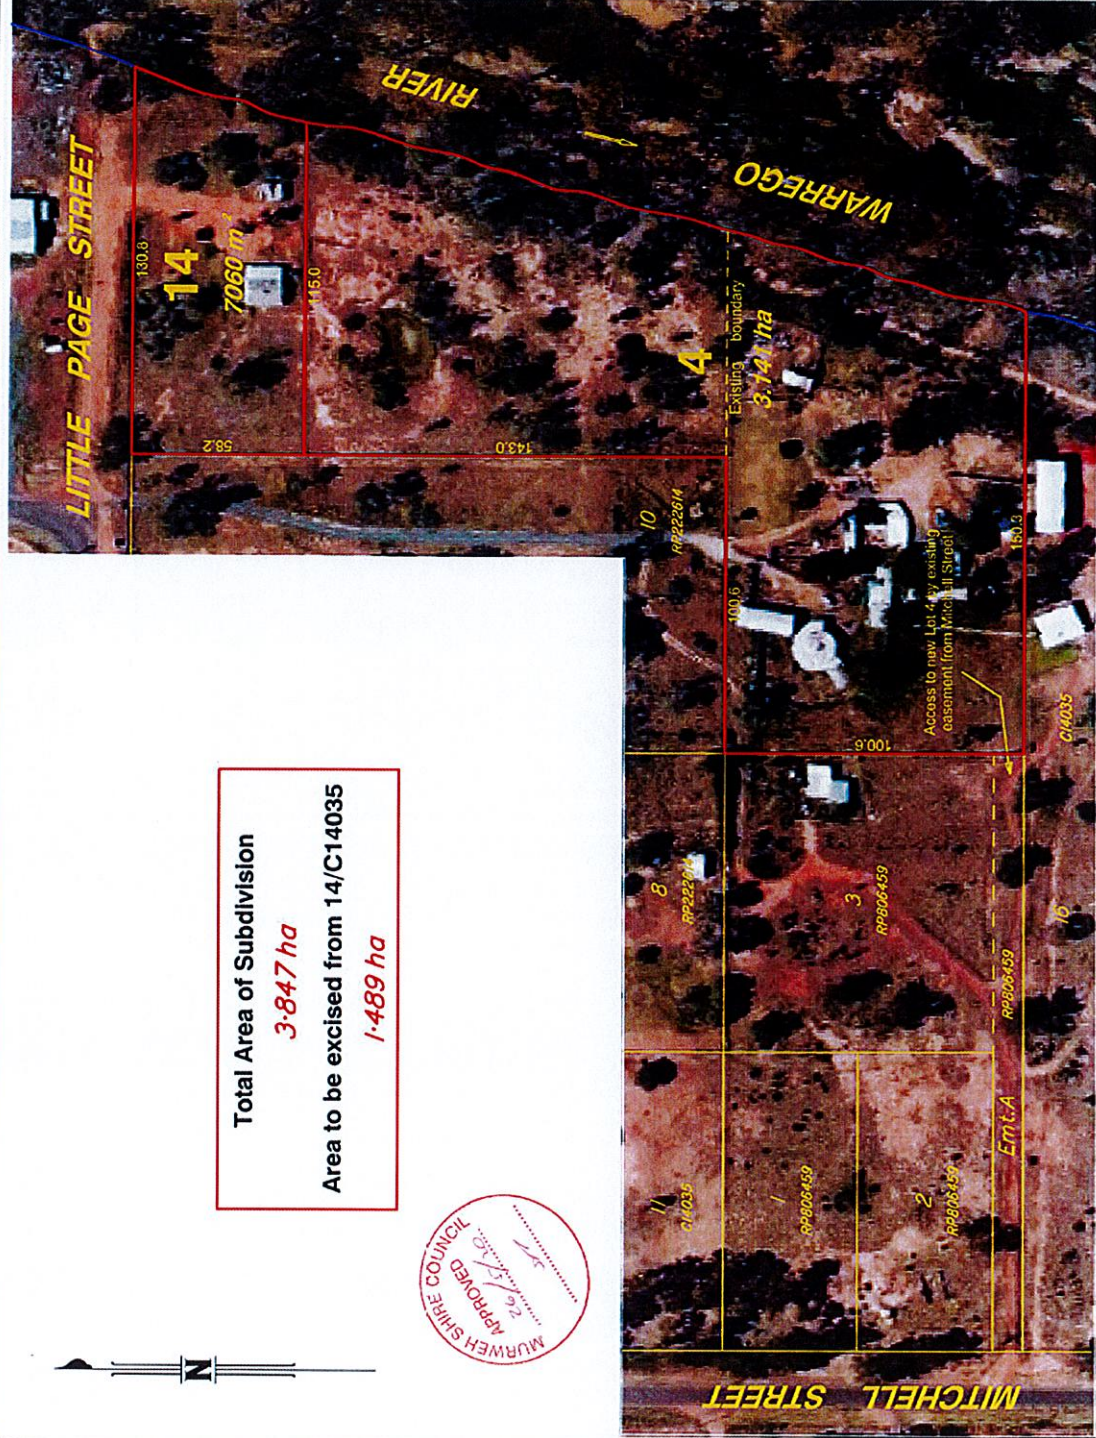 LITTLE PAGE STREET
RIVER
WARREGO
130.8
14
7060 m²
58.2
115.0
143.0
4
Existing boundary
3.141 ha
10
RP222614
100.6
100.6
150.3
Access to new Lot 4 by existing
easement from Mitchell Street
C14035
16
8
RP222614
3
RP806459
RP806459
Emt.A
11
C14035
1
RP806459
2
RP806459
MITCHELL STREET
Total Area of Subdivision
3·847 ha
Area to be excised from 14/C14035
1·489 ha
MURWEH SHIRE COUNCIL
APPROVED
N